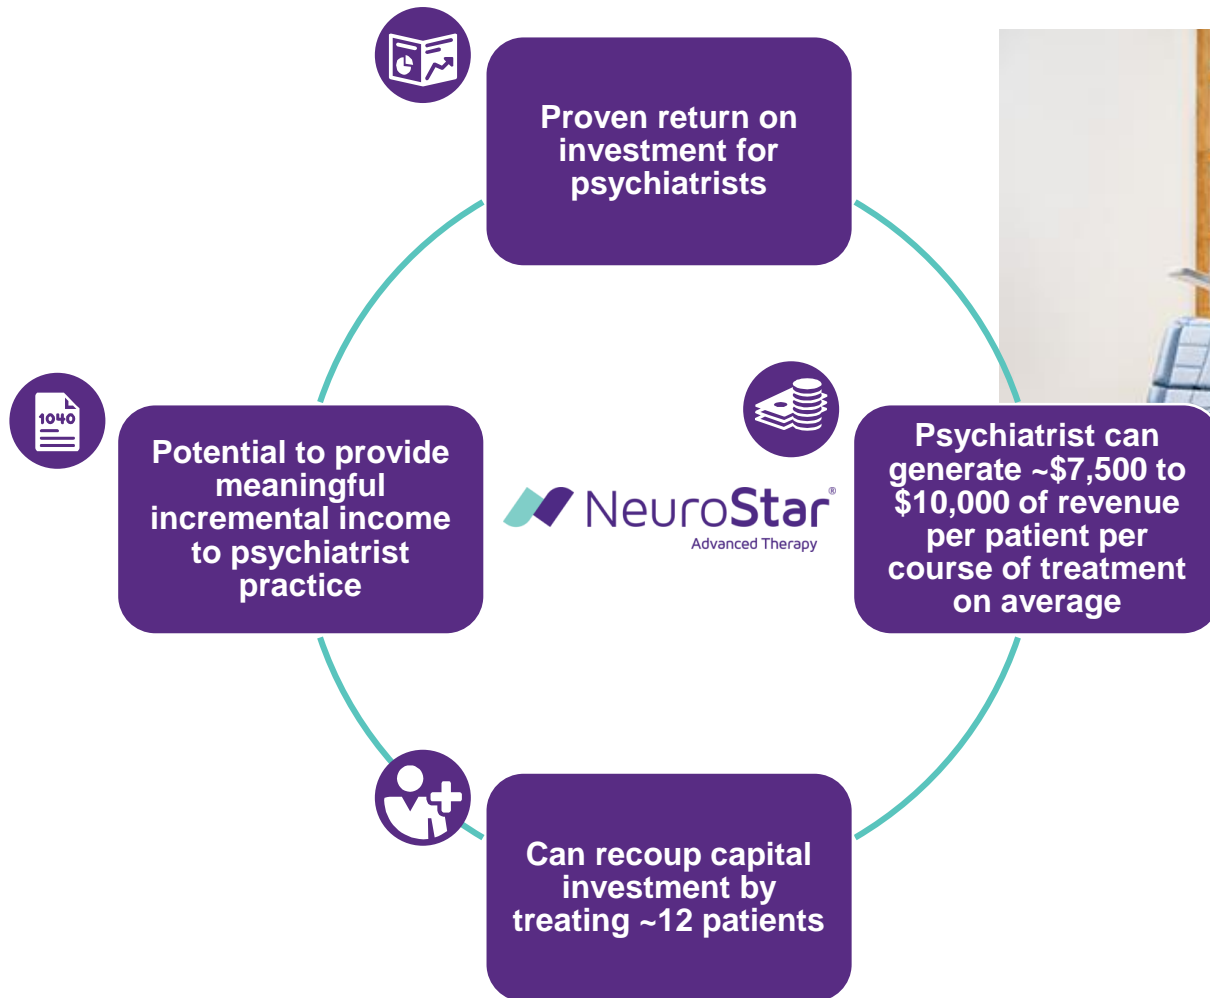 Proven return on
investment for
psychiatrists
1040
Potential to provide
meaningful
incremental income
to psychiatrist
practice
NeuroStar®
Advanced Therapy
Psychiatrist can
generate ~$7,500 to
$10,000 of revenue
per patient per
course of treatment
on average
Can recoup capital
investment by
treating ~12 patients